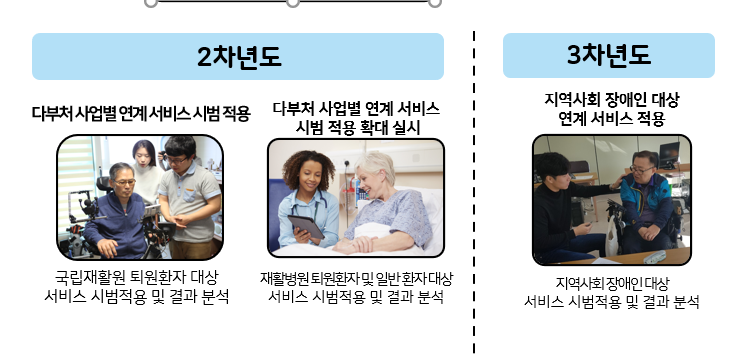 2차년도
다부처 사업별 연계 서비스 시범 적용
국립재활원 퇴원환자 대상
서비스 시범적용 및 결과 분석
다부처 사업별 연계 서비스
시범 적용 확대 실시
재활병원 퇴원환자 및 일반 환자 대상
서비스 시범적용 및 결과 분석
3차년도
지역사회 장애인 대상
연계 서비스 적용
지역사회 장애인 대상
서비스 시범적용 및 결과 분석